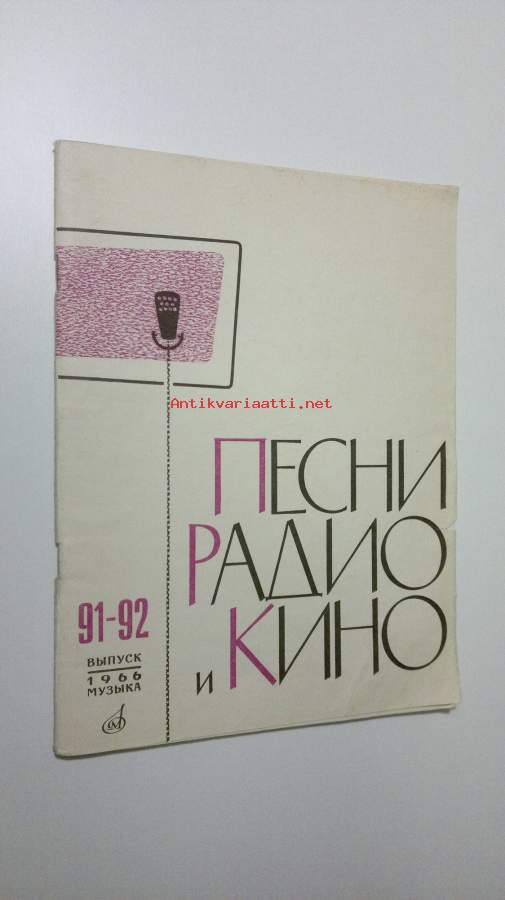 Antikvariaatti.net
ПЕСНИ
РАДИО
и КИНО
91-92
ВЫПУСК
1966
МУЗЫКА